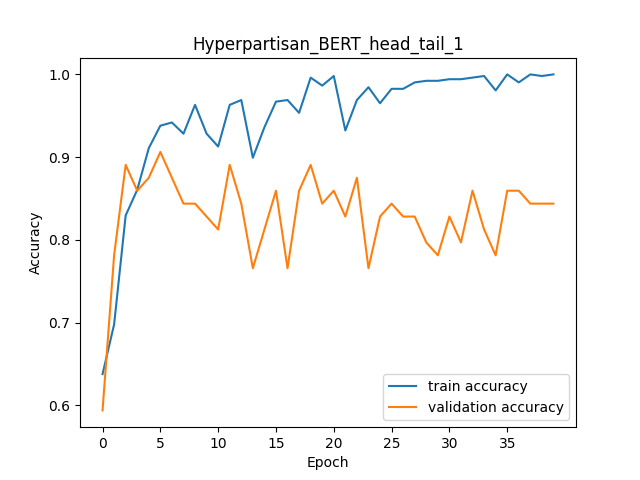 Hyperpartisan_BERT_head_tail_1
1.0
0.9
0.8
0.7
0.6
Accuracy
train accuracy
validation accuracy
0 5 10 15 20 25 30 35
Epoch